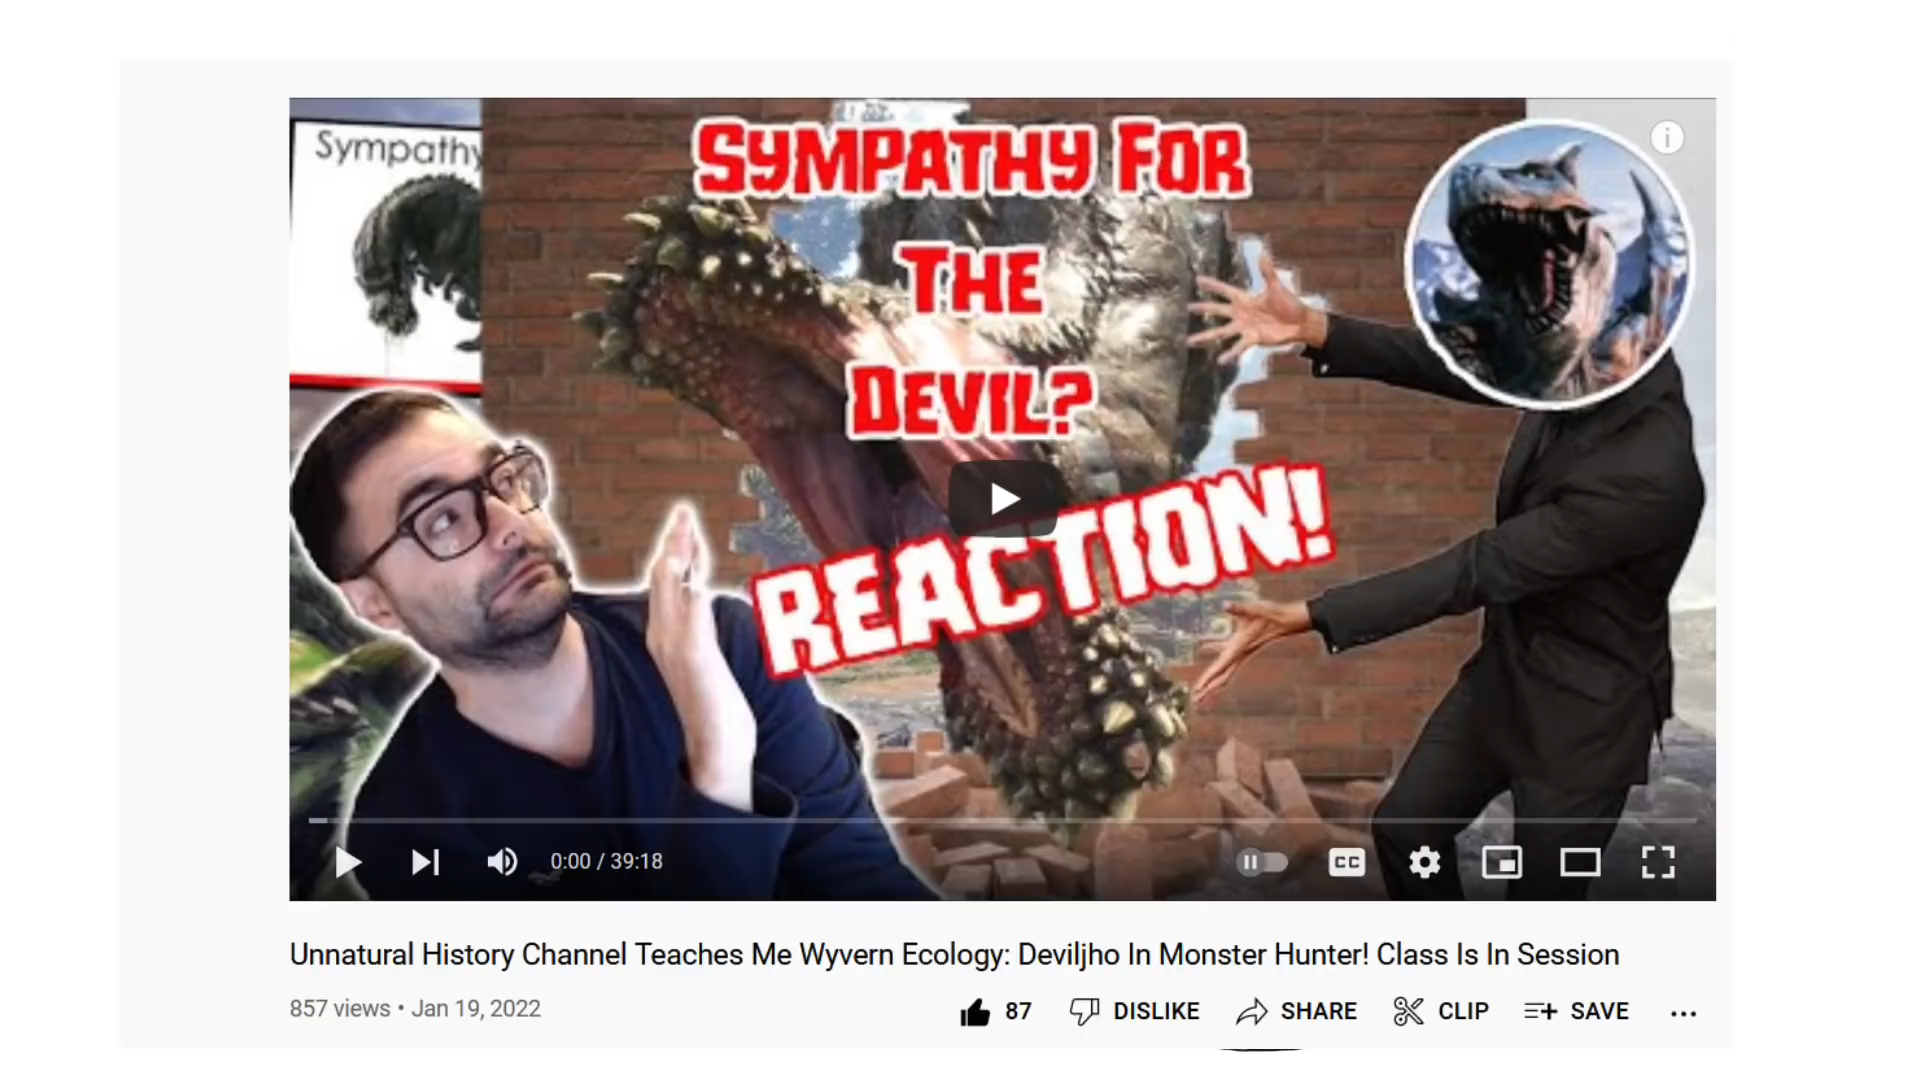 Sympathy
SYMPATHY FOR
THE
DEVIL?
REACTION!
0:00 / 39:18
CC
Unnatural History Channel Teaches Me Wyvern Ecology: Deviljho In Monster Hunter! Class Is In Session
857 views • Jan 19, 2022
87 DISLIKE SHARE CLIP SAVE